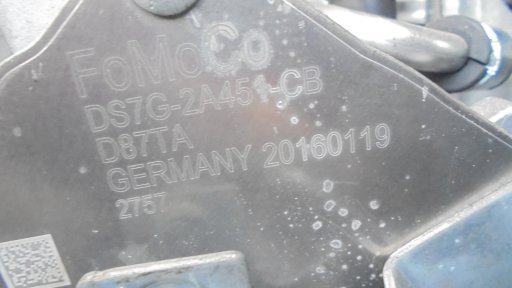 FoMoCo
DS7G-2A451-CB
D87TA
GERMANY 20160119
2757